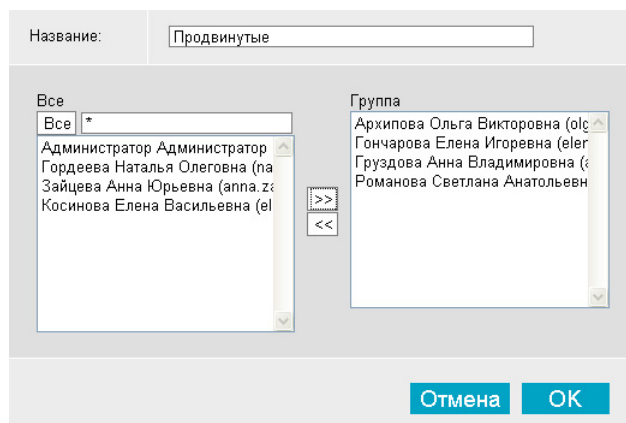 Название:
Продвинутые
Все
Все *
Администратор Администратор
Гордеева Наталья Олеговна (na
Зайцева Анна Юрьевна (anna.za
Косинова Елена Васильевна (el
>>
<<
Группа
Архипова Ольга Викторовна (olg
Гончарова Елена Игоревна (elen
Груздова Анна Владимировна (a
Романова Светлана Анатольевн
Отмена
OK